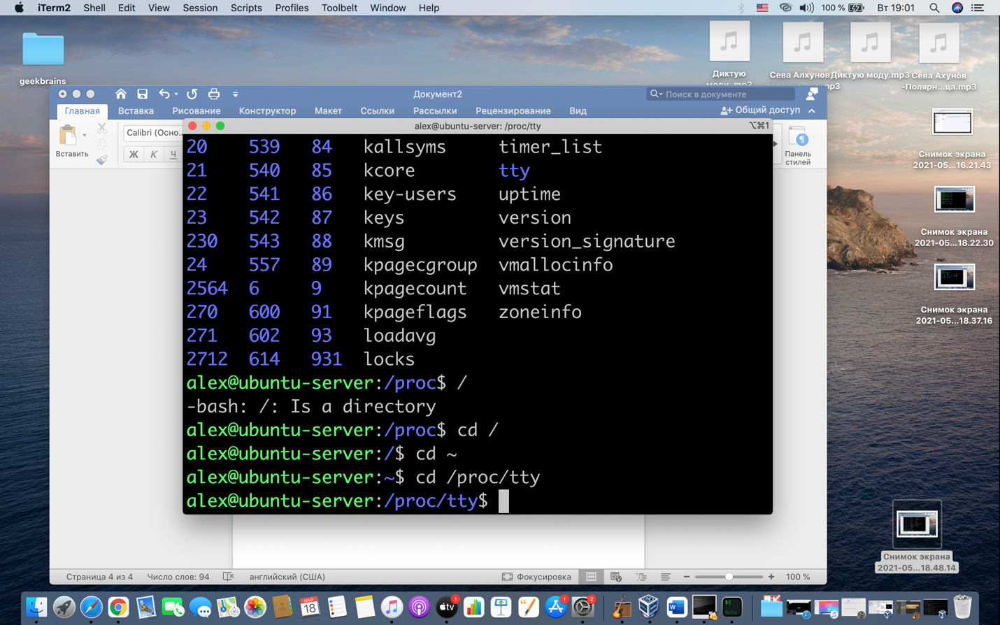 iTerm2 Shell Edit View Session Scripts Profiles Toolbelt Window Help 100 % Вт 19:01
geekbrains
Диктую
моду...mp3
Сева Алхунов
Диктую моду.mp3
Сева Ахунов
-Полярн...ца.mp3
Документ2
Поиск в документе
Главная Вставка Рисование Конструктор Макет Ссылки Рассылки Рецензирование Вид Общий доступ
Вставить
Calibri (Осно...
Ж К Ч
Панель
стилей
alex@ubuntu-server: /proc/tty ⌥⌘1
20 539 84 kallsyms timer_list
21 540 85 kcore tty
22 541 86 key-users uptime
23 542 87 keys version
230 543 88 kmsg version_signature
24 557 89 kpagecgroup vmallocinfo
2564 6 9 kpagecount vmstat
270 600 91 kpageflags zoneinfo
271 602 93 loadavg
2712 614 931 locks
alex@ubuntu-server:/proc$ /
-bash: /: Is a directory
alex@ubuntu-server:/proc$ cd /
alex@ubuntu-server:/$ cd ~
alex@ubuntu-server:~$ cd /proc/tty
alex@ubuntu-server:/proc/tty$
Снимок экрана
2021-05...16.21.43
Снимок экрана
2021-05...18.22.30
Снимок экрана
2021-05...18.37.16
Снимок экрана
2021-05...18.48.14
Страница 4 из 4 Число слов: 94 английский (США) Фокусировка 100 %
МАЯ
18
tv
1
1
2
W
$
Beta